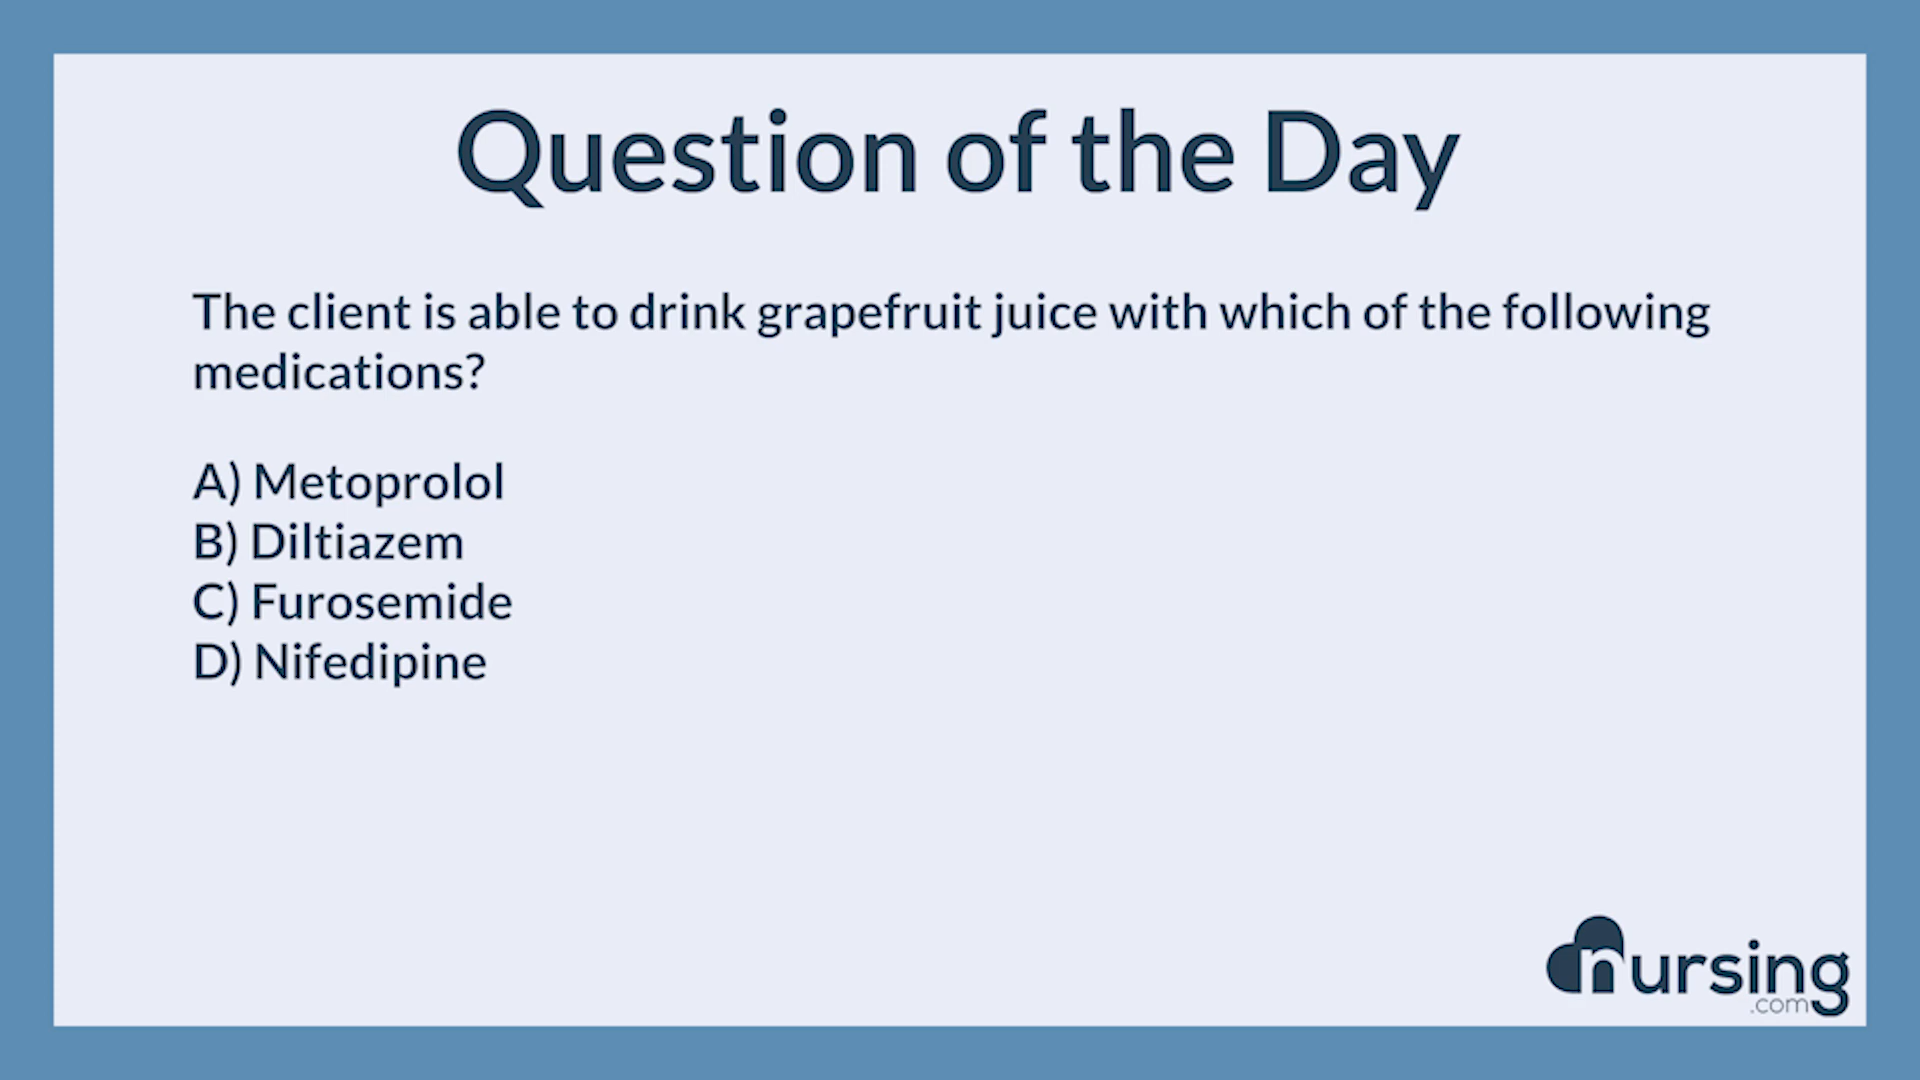 Question of the Day
The client is able to drink grapefruit juice with which of the following
medications?
A) Metoprolol
B) Diltiazem
C) Furosemide
D) Nifedipine
nursing
.com